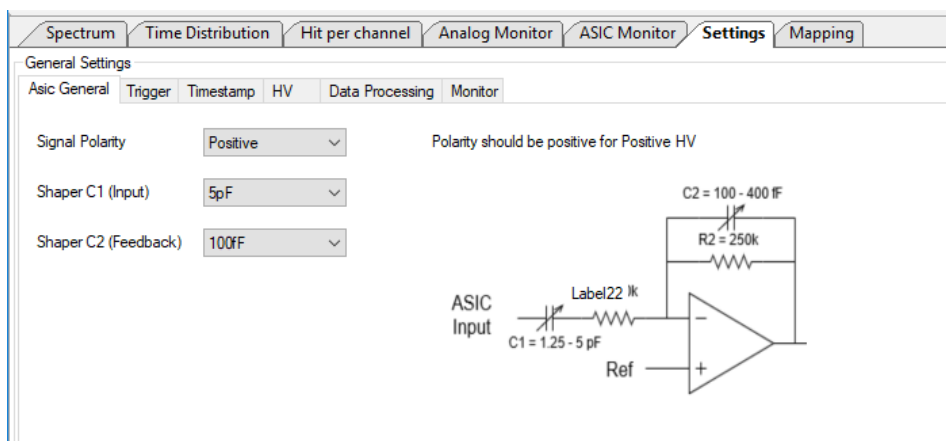 Spectrum Time Distribution Hit per channel Analog Monitor ASIC Monitor Settings Mapping
General Settings
Asic General Trigger Timestamp HV Data Processing Monitor
Signal Polarity Positive Polarity should be positive for Positive HV
Shaper C1 (Input) 5pF
C2 = 100 - 400 fF
Shaper C2 (Feedback) 100fF
R2 = 250k
Label22
ASIC
Input
C1 = 1.25 - 5 pF
Ref